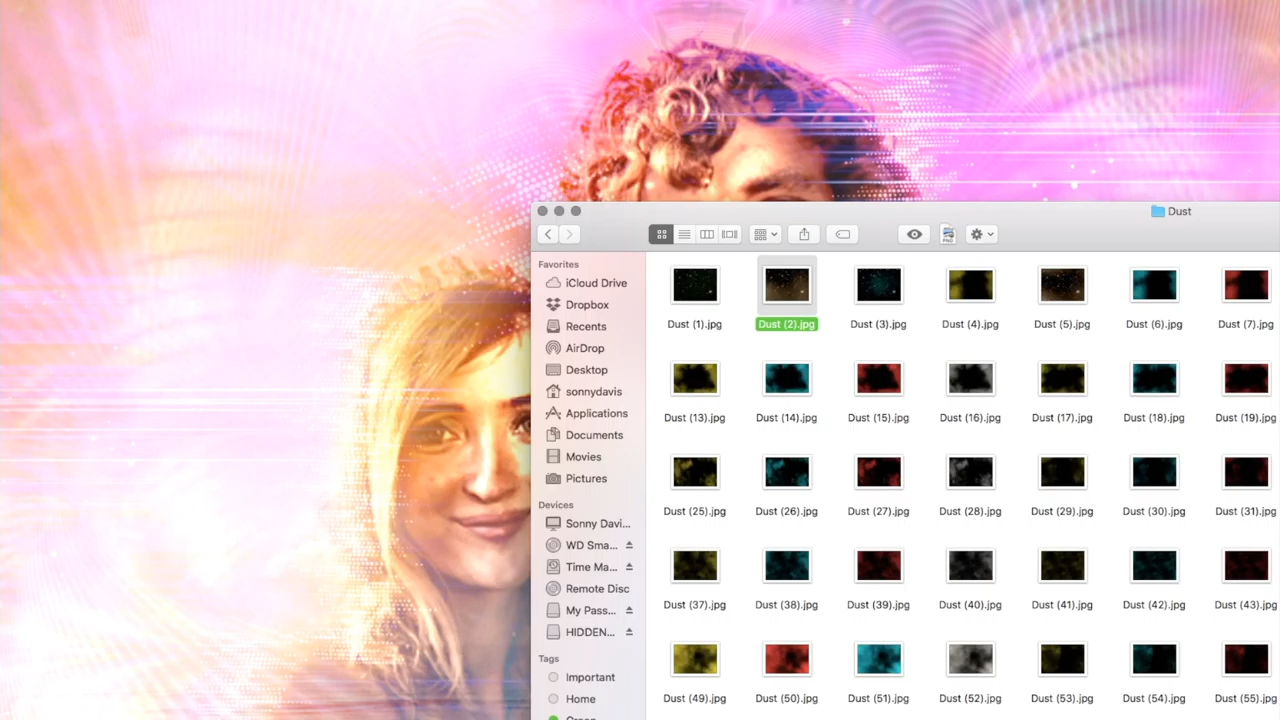 Dust
PNG
Favorites
iCloud Drive
Dropbox
Recents
AirDrop
Desktop
sonnydavis
Applications
Documents
Movies
Pictures
Devices
Sonny Davi...
WD Sma...
Time Ma...
Remote Disc
My Pass...
HIDDEN...
Tags
Important
Home
Green
Dust (1).jpg Dust (2).jpg Dust (3).jpg Dust (4).jpg Dust (5).jpg Dust (6).jpg Dust (7).jpg
Dust (13).jpg Dust (14).jpg Dust (15).jpg Dust (16).jpg Dust (17).jpg Dust (18).jpg Dust (19).jpg
Dust (25).jpg Dust (26).jpg Dust (27).jpg Dust (28).jpg Dust (29).jpg Dust (30).jpg Dust (31).jpg
Dust (37).jpg Dust (38).jpg Dust (39).jpg Dust (40).jpg Dust (41).jpg Dust (42).jpg Dust (43).jpg
Dust (49).jpg Dust (50).jpg Dust (51).jpg Dust (52).jpg Dust (53).jpg Dust (54).jpg Dust (55).jpg